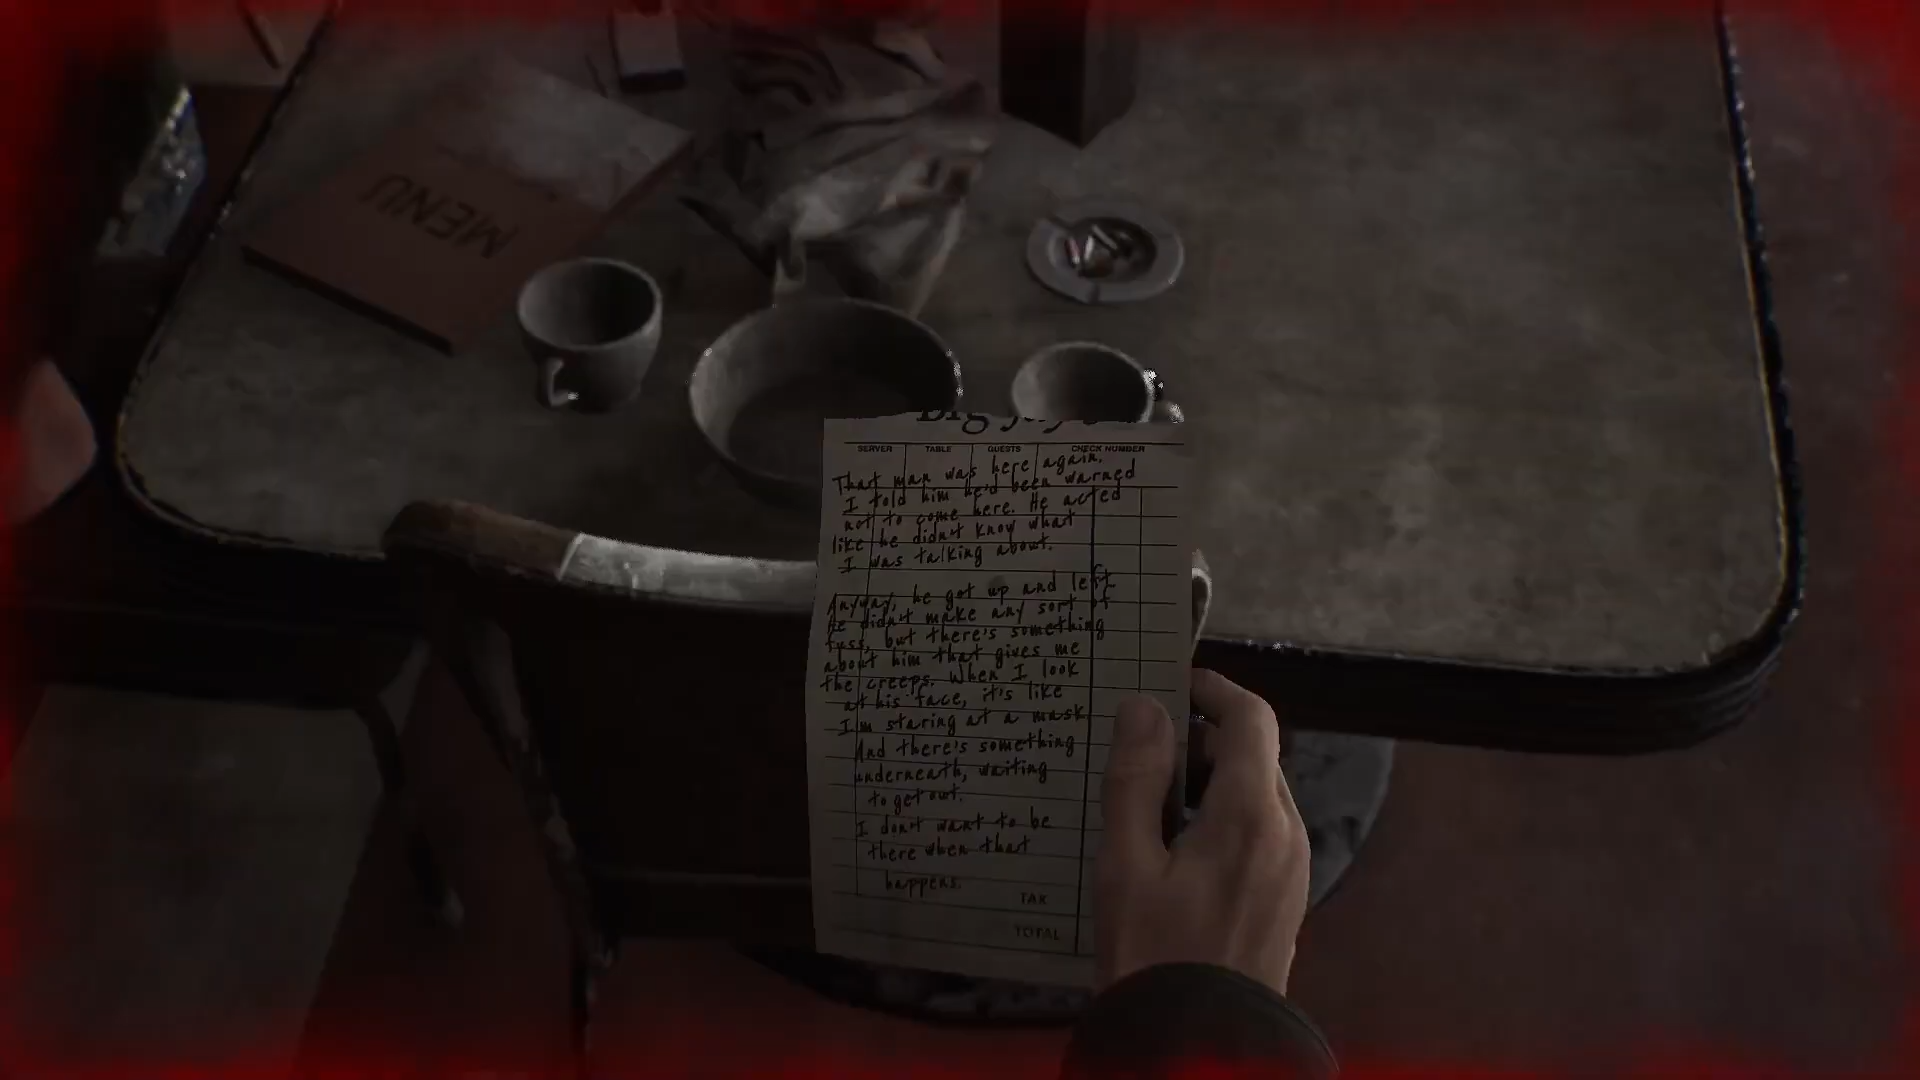 MENU
Big Jay's
SERVER TABLE GUESTS CHECK NUMBER
That man was here again.
I told him he'd been warned
not to come here. He acted
like he didn't know what
I was talking about.
Anyway, he got up and left
He didn't make any sort of
fuss, but there's something
about him that gives me
the creeps. When I look
at his face, it's like
I'm staring at a mask
And there's something
underneath, waiting
to get out.
I don't want to be
there when that
happens.
TAX
TOTAL